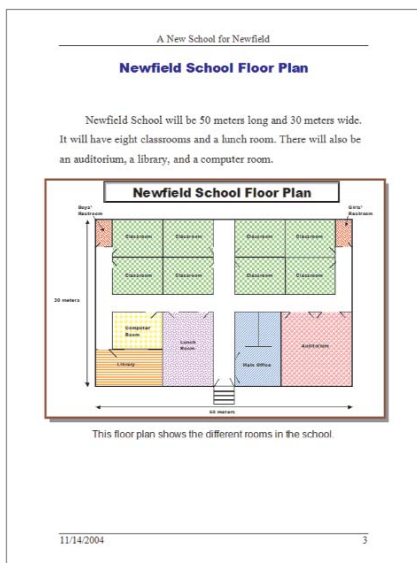 A New School for Newfield
Newfield School Floor Plan
Newfield School will be 50 meters long and 30 meters wide.
It will have eight classrooms and a lunch room. There will also be
an auditorium, a library, and a computer room.
Newfield School Floor Plan
Boys'
Restroom
Girls'
Restroom
Classroom
Classroom
Classroom
Classroom
Classroom
Classroom
Classroom
Classroom
30 meters
Computer
Room
Lunch
Room
Library
Main Office
Auditorium
This floor plan shows the different rooms in the school.
11/14/2004
3